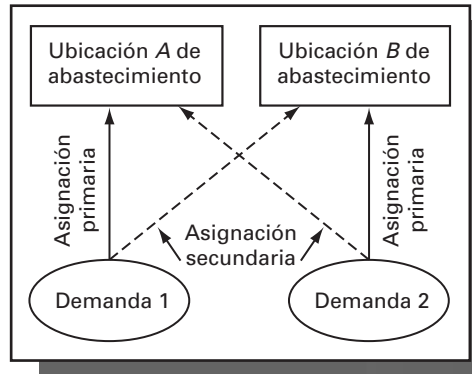 Ubicación A de
abastecimiento
Ubicación B de
abastecimiento
Asignación
primaria
Asignación
primaria
Asignación
secundaria
Demanda 1
Demanda 2